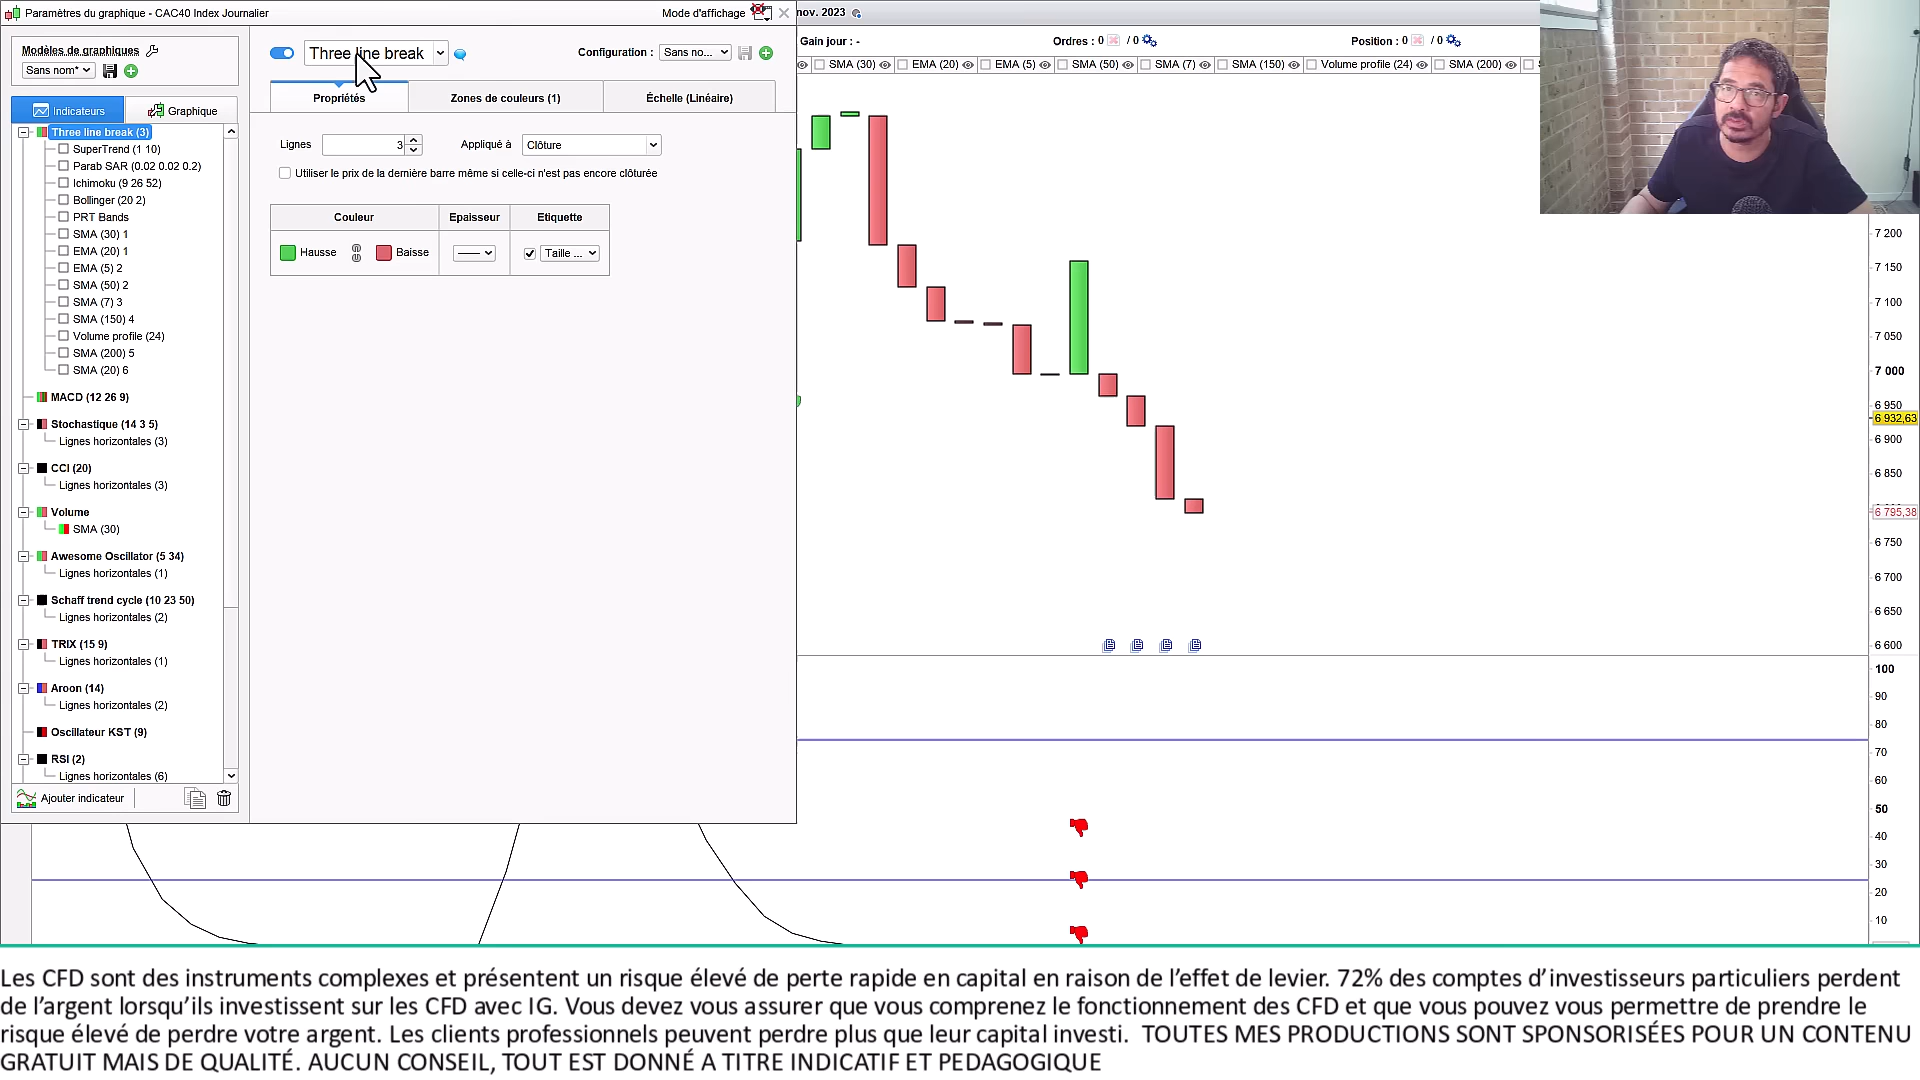 Paramètres du graphique - CAC40 Index Journalier
Mode d'affichage
nov. 2023
Modèles de graphiques
Sans nom*
Three line break
Configuration :
Sans no...
Gain jour : -
Ordres : 0 / 0
Position : 0 / 0
SMA (30)
EMA (20)
EMA (5)
SMA (50)
SMA (7)
SMA (150)
Volume profile (24)
SMA (200)
Indicateurs
Graphique
Propriétés
Zones de couleurs (1)
Échelle (Linéaire)
Lignes
3
Appliqué à
Clôture
Utiliser le prix de la dernière barre même si celle-ci n'est pas encore clôturée
Couleur
Epaisseur
Etiquette
Hausse
Baisse
Taille ...
Three line break (3)
SuperTrend (1 10)
Parab SAR (0.02 0.02 0.2)
Ichimoku (9 26 52)
Bollinger (20 2)
PRT Bands
SMA (30) 1
EMA (20) 1
EMA (5) 2
SMA (50) 2
SMA (7) 3
SMA (150) 4
Volume profile (24)
SMA (200) 5
SMA (20) 6
MACD (12 26 9)
Stochastique (14 3 5)
Lignes horizontales (3)
CCI (20)
Lignes horizontales (3)
Volume
SMA (30)
Awesome Oscillator (5 34)
Lignes horizontales (1)
Schaff trend cycle (10 23 50)
Lignes horizontales (2)
TRIX (15 9)
Lignes horizontales (1)
Aroon (14)
Lignes horizontales (2)
Oscillateur KST (9)
RSI (2)
Lignes horizontales (6)
Ajouter indicateur
7 200
7 150
7 100
7 050
7 000
6 950
6 932,63
6 900
6 850
6 795,38
6 750
6 700
6 650
6 600
100
90
80
70
60
50
40
30
20
10
Les CFD sont des instruments complexes et présentent un risque élevé de perte rapide en capital en raison de l'effet de levier. 72% des comptes d'investisseurs particuliers perdent
de l'argent lorsqu'ils investissent sur les CFD avec IG. Vous devez vous assurer que vous comprenez le fonctionnement des CFD et que vous pouvez vous permettre de prendre le
risque élevé de perdre votre argent. Les clients professionnels peuvent perdre plus que leur capital investi. TOUTES MES PRODUCTIONS SONT SPONSORISÉES POUR UN CONTENU
GRATUIT MAIS DE QUALITÉ. AUCUN CONSEIL, TOUT EST DONNÉ A TITRE INDICATIF ET PEDAGOGIQUE